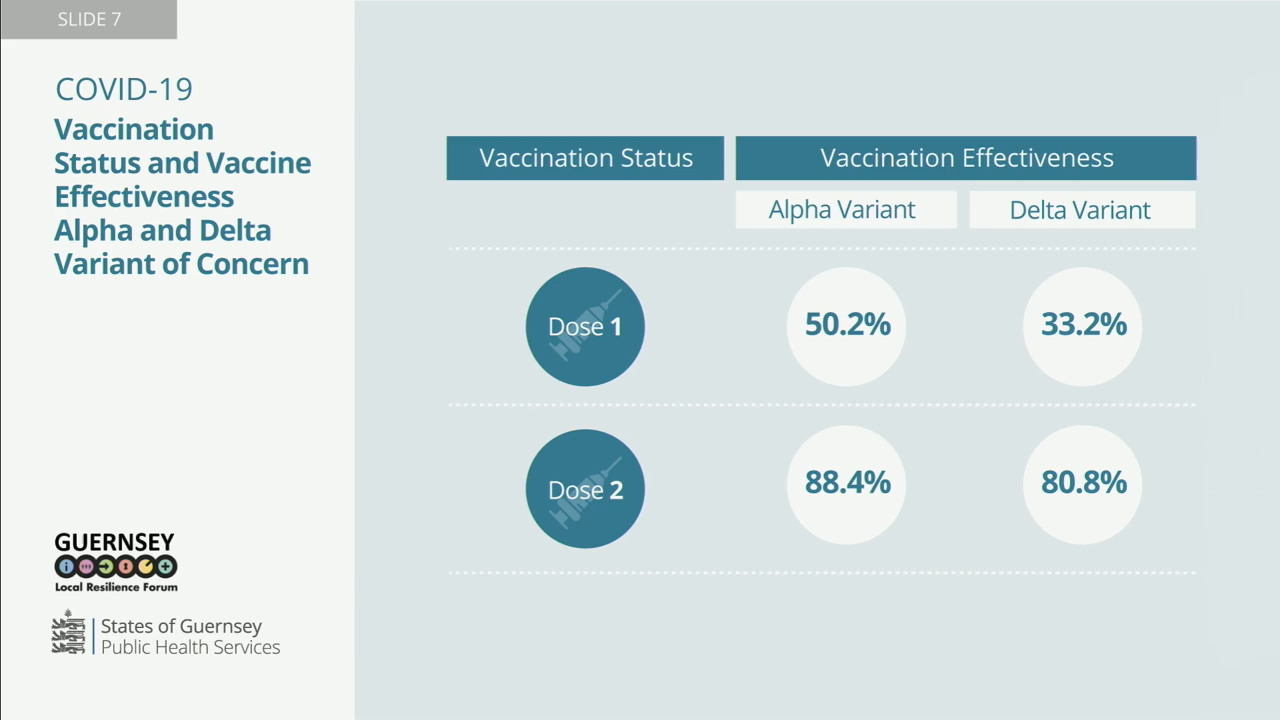 SLIDE 7
COVID-19
Vaccination
Status and Vaccine
Effectiveness
Alpha and Delta
Variant of Concern
GUERNSEY
Local Resilience Forum
States of Guernsey
Public Health Services
Vaccination Status
Vaccination Effectiveness
Alpha Variant
Delta Variant
Dose 1
50.2%
33.2%
Dose 2
88.4%
80.8%